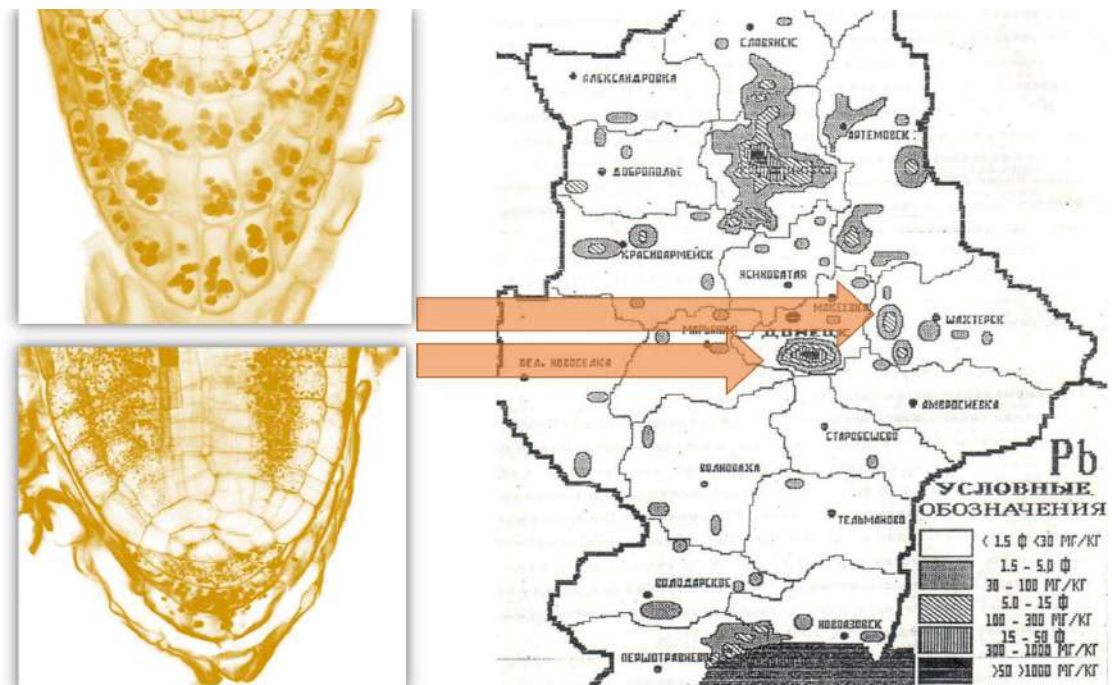 СЛАВЯНСК
АЛЕКСАНДРОВКА
АРТЕМОВСК
ДОБРОПОЛЬЕ
КРАСНОАРМЕЙСК
ЯСИНОВАТАЯ
МАКЕЕВКА
ШАХТЕРСК
МАРЬИНКА
ДОНЕЦК
ВЕЛ. НОВОСЕЛКА
АМВРОСИЕВКА
СТАРОБЕШЕВО
ВОЛНОВАХА
ТЕЛЬМАНОВО
ВОЛОДАРСКОЕ
НОВОАЗОВСК
ПЕРШОТРАВНЕВО
Pb
УСЛОВНЫЕ
ОБОЗНАЧЕНИЯ
< 1.5 Ф <30 МГ/КГ
1.5 - 5.0 Ф
30 - 100 МГ/КГ
5.0 - 15 Ф
100 - 300 МГ/КГ
15 - 50 Ф
300 - 1000 МГ/КГ
>50 >1000 МГ/КГ